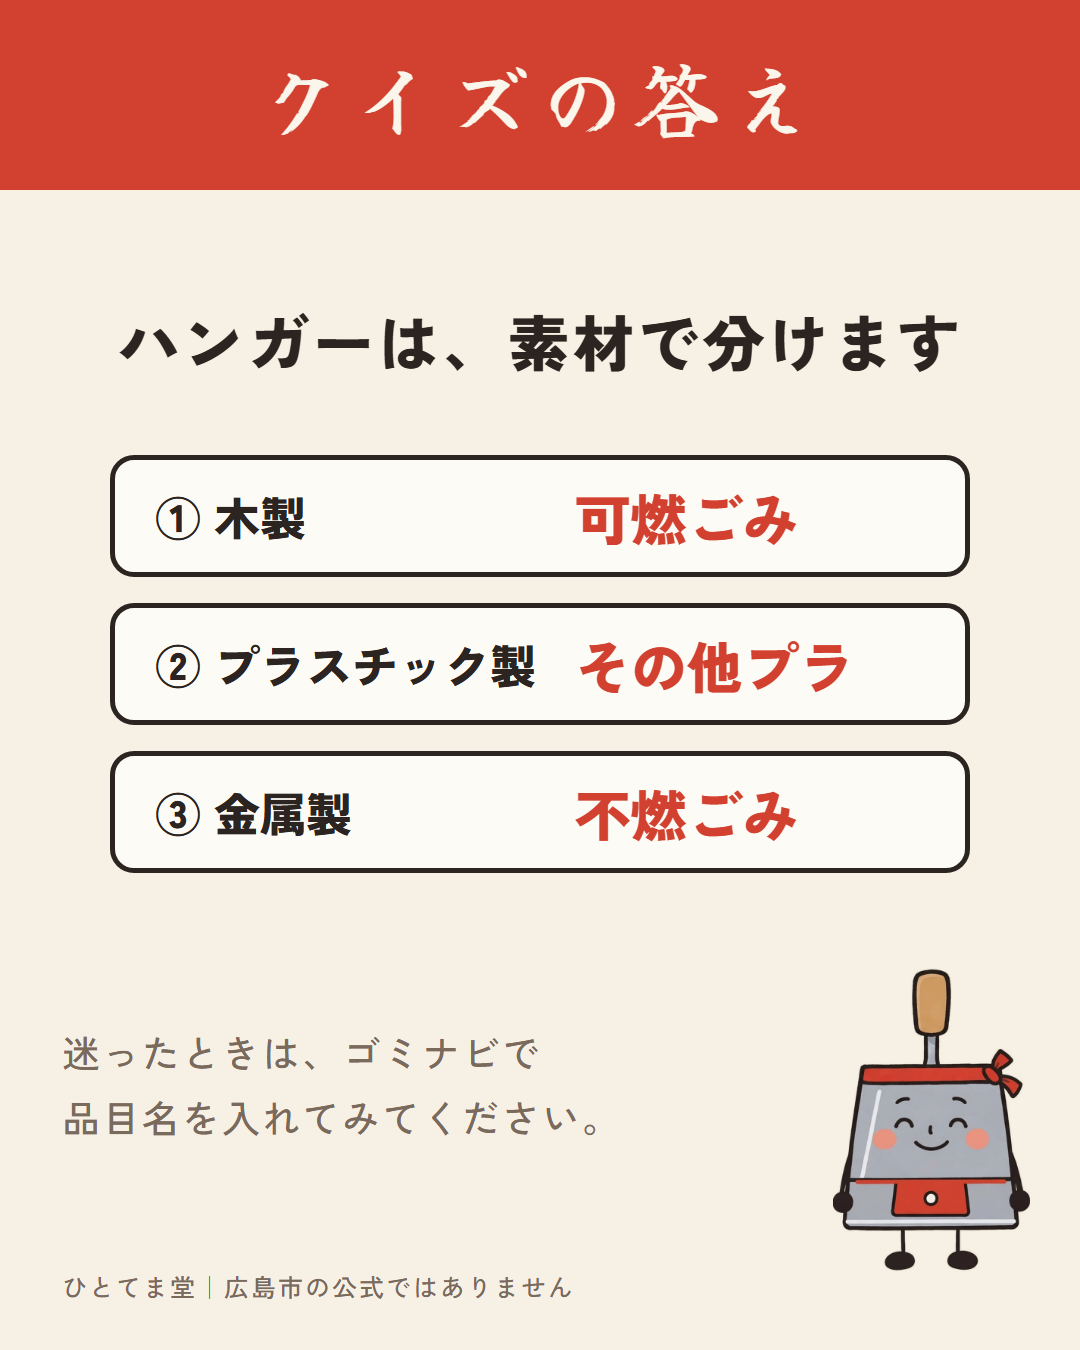 クイズの答え
ハンガーは、素材で分けます
① 木製 可燃ごみ
② プラスチック製 その他プラ
③ 金属製 不燃ごみ
迷ったときは、ゴミナビで
品目名を入れてみてください。
ひとてま堂｜広島市の公式ではありません